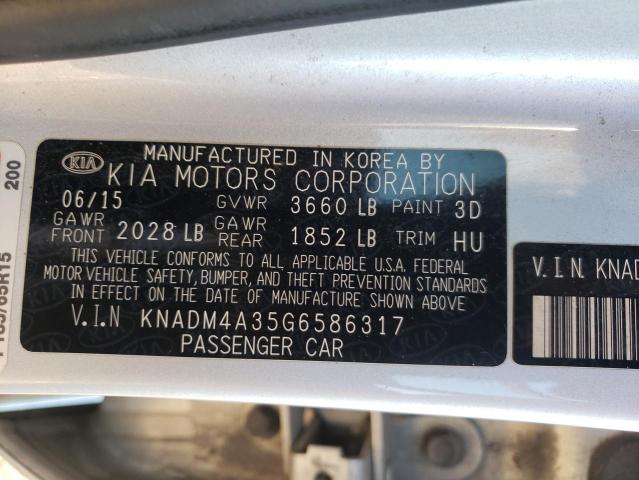 MANUFACTURED IN KOREA BY
KIA KIA MOTORS CORPORATION
06/15 GVWR 3660 LB PAINT 3D
GAWR FRONT 2028 LB GAWR REAR 1852 LB TRIM HU
THIS VEHICLE CONFORMS TO ALL APPLICABLE U.S.A. FEDERAL
MOTOR VEHICLE SAFETY, BUMPER, AND THEFT PREVENTION STANDARDS
IN EFFECT ON THE DATE OF MANUFACTURE SHOWN ABOVE
V.I.N KNADM4A35G6586317
PASSENGER CAR
V.I.N. KNAD
200